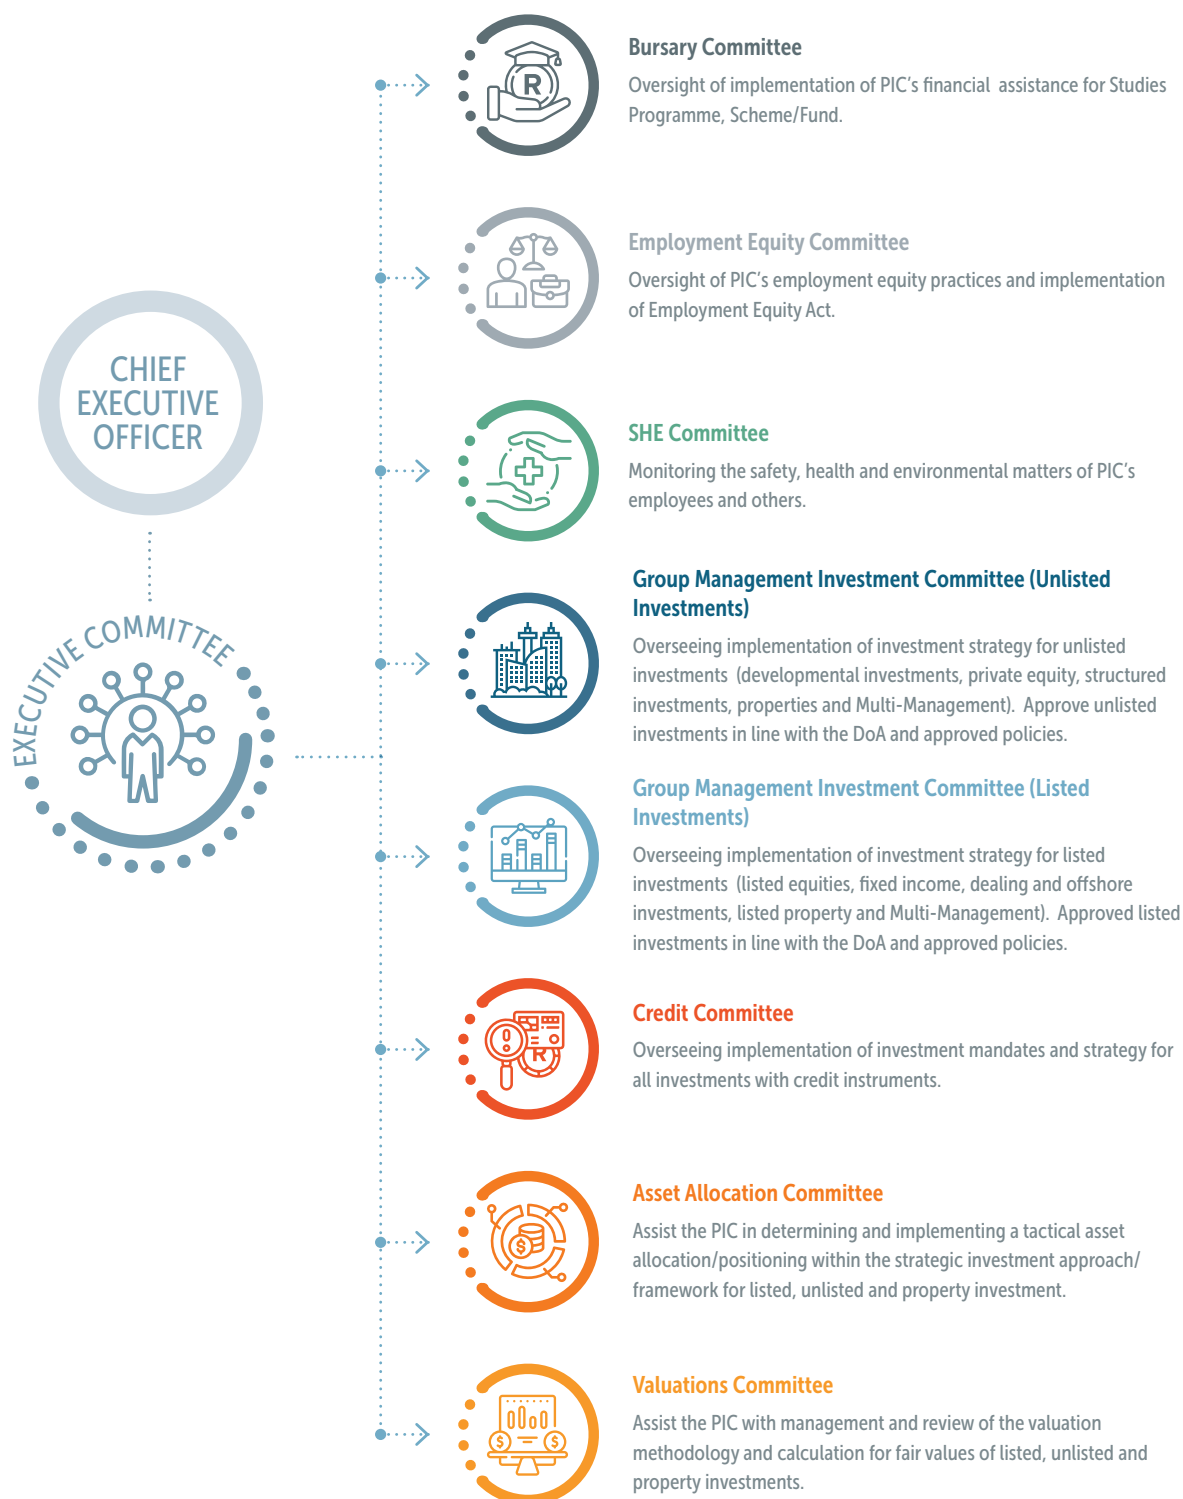 CHIEF
EXECUTIVE
OFFICER
EXECUTIVE COMMITTEE
Bursary Committee
Oversight of implementation of PIC's financial assistance for Studies
Programme, Scheme/Fund.
R
Employment Equity Committee
Oversight of PIC's employment equity practices and implementation
of Employment Equity Act.
SHE Committee
Monitoring the safety, health and environmental matters of PIC's
employees and others.
Group Management Investment Committee (Unlisted
Investments)
Overseeing implementation of investment strategy for unlisted
investments (developmental investments, private equity, structured
investments, properties and Multi-Management). Approve unlisted
investments in line with the DoA and approved policies.
Group Management Investment Committee (Listed
Investments)
Overseeing implementation of investment strategy for listed
investments (listed equities, fixed income, dealing and offshore
investments, listed property and Multi-Management). Approved listed
investments in line with the DoA and approved policies.
Credit Committee
Overseeing implementation of investment mandates and strategy for
all investments with credit instruments.
R
Asset Allocation Committee
Assist the PIC in determining and implementing a tactical asset
allocation/positioning within the strategic investment approach/
framework for listed, unlisted and property investment.
$
Valuations Committee
Assist the PIC with management and review of the valuation
methodology and calculation for fair values of listed, unlisted and
property investments.
$ $